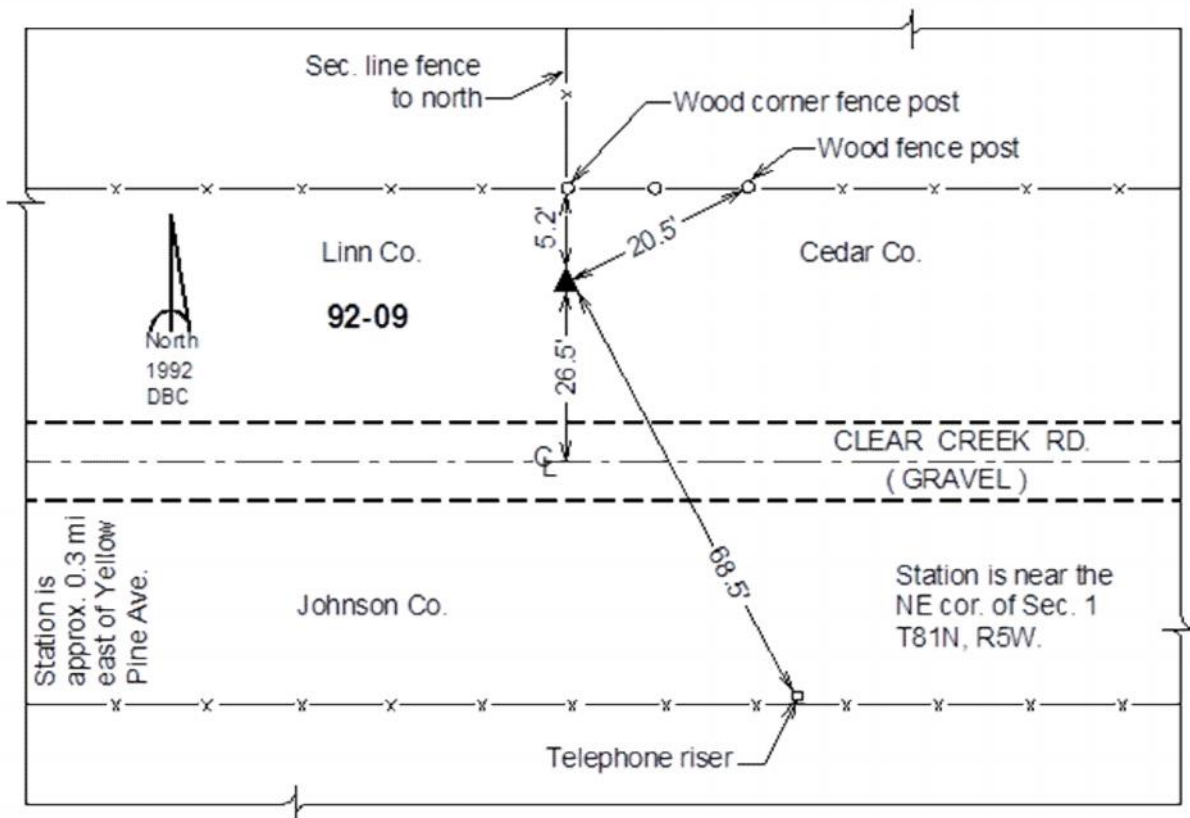 Sec. line fence
to north
Wood corner fence post
Wood fence post
5.2'
20.5'
Linn Co.
Cedar Co.
92-09
North
1992
DBC
26.5'
CLEAR CREEK RD.
CL
( GRAVEL )
68.5'
Station is
approx. 0.3 mi
east of Yellow
Pine Ave.
Johnson Co.
Station is near the
NE cor. of Sec. 1
T81N, R5W.
Telephone riser